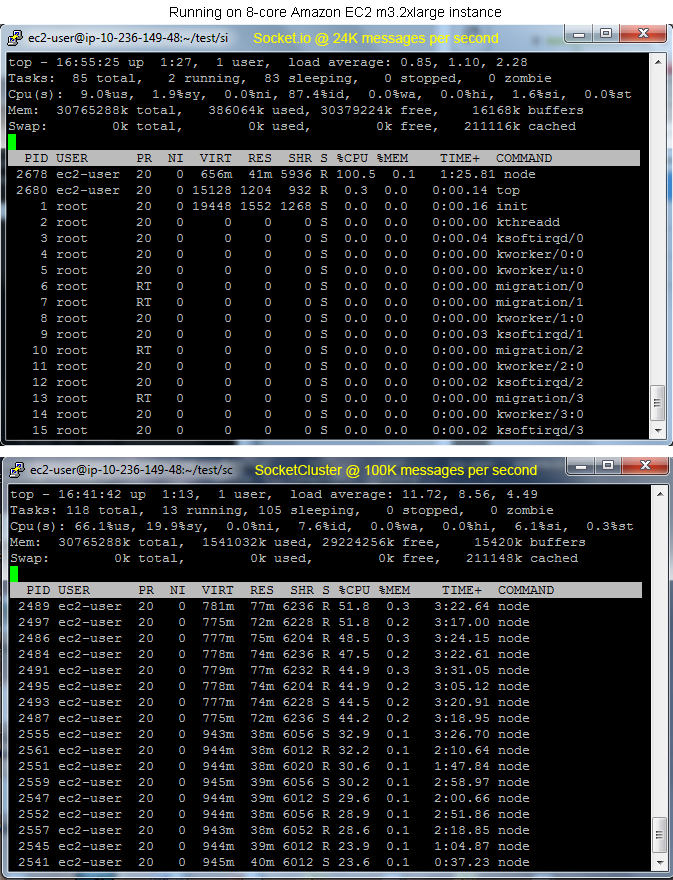 Running on 8-core Amazon EC2 m3.2xlarge instance
ec2-user@ip-10-236-149-48:~/test/si Socket.io @ 24K messages per second
top - 16:55:25 up 1:27, 1 user, load average: 0.85, 1.10, 2.28
Tasks: 85 total, 2 running, 83 sleeping, 0 stopped, 0 zombie
Cpu(s): 9.0%us, 1.9%sy, 0.0%ni, 87.4%id, 0.0%wa, 0.0%hi, 1.6%si, 0.0%st
Mem: 30765288k total, 386064k used, 30379224k free, 16168k buffers
Swap: 0k total, 0k used, 0k free, 211116k cached
PID USER PR NI VIRT RES SHR S %CPU %MEM TIME+ COMMAND
2678 ec2-user 20 0 656m 41m 5936 R 100.5 0.1 1:25.81 node
2680 ec2-user 20 0 15128 1204 932 R 0.3 0.0 0:00.14 top
1 root 20 0 19448 1552 1268 S 0.0 0.0 0:00.16 init
2 root 20 0 0 0 0 S 0.0 0.0 0:00.00 kthreadd
3 root 20 0 0 0 0 S 0.0 0.0 0:00.04 ksoftirqd/0
4 root 20 0 0 0 0 S 0.0 0.0 0:00.00 kworker/0:0
5 root 20 0 0 0 0 S 0.0 0.0 0:00.00 kworker/u:0
6 root RT 0 0 0 0 S 0.0 0.0 0:00.00 migration/0
7 root RT 0 0 0 0 S 0.0 0.0 0:00.00 migration/1
8 root 20 0 0 0 0 S 0.0 0.0 0:00.00 kworker/1:0
9 root 20 0 0 0 0 S 0.0 0.0 0:00.03 ksoftirqd/1
10 root RT 0 0 0 0 S 0.0 0.0 0:00.00 migration/2
11 root 20 0 0 0 0 S 0.0 0.0 0:00.00 kworker/2:0
12 root 20 0 0 0 0 S 0.0 0.0 0:00.02 ksoftirqd/2
13 root RT 0 0 0 0 S 0.0 0.0 0:00.00 migration/3
14 root 20 0 0 0 0 S 0.0 0.0 0:00.00 kworker/3:0
15 root 20 0 0 0 0 S 0.0 0.0 0:00.02 ksoftirqd/3
ec2-user@ip-10-236-149-48:~/test/sc SocketCluster @ 100K messages per second
top - 16:41:42 up 1:13, 1 user, load average: 11.72, 8.56, 4.49
Tasks: 118 total, 13 running, 105 sleeping, 0 stopped, 0 zombie
Cpu(s): 66.1%us, 19.9%sy, 0.0%ni, 7.6%id, 0.0%wa, 0.0%hi, 6.1%si, 0.3%st
Mem: 30765288k total, 1541032k used, 29224256k free, 15420k buffers
Swap: 0k total, 0k used, 0k free, 211148k cached
PID USER PR NI VIRT RES SHR S %CPU %MEM TIME+ COMMAND
2489 ec2-user 20 0 781m 77m 6236 R 51.8 0.3 3:22.64 node
2497 ec2-user 20 0 775m 72m 6228 R 51.8 0.2 3:17.00 node
2486 ec2-user 20 0 777m 75m 6204 R 48.5 0.3 3:24.15 node
2484 ec2-user 20 0 778m 74m 6236 R 47.5 0.2 3:22.61 node
2491 ec2-user 20 0 779m 77m 6232 R 44.9 0.3 3:31.05 node
2495 ec2-user 20 0 778m 74m 6204 R 44.9 0.2 3:05.12 node
2493 ec2-user 20 0 777m 74m 6228 S 44.5 0.2 3:20.91 node
2487 ec2-user 20 0 775m 72m 6236 S 44.2 0.2 3:18.95 node
2555 ec2-user 20 0 943m 38m 6056 S 32.9 0.1 3:26.70 node
2561 ec2-user 20 0 944m 38m 6012 R 32.2 0.1 2:10.64 node
2551 ec2-user 20 0 944m 38m 6020 R 30.6 0.1 1:47.84 node
2559 ec2-user 20 0 945m 39m 6056 S 30.2 0.1 2:58.97 node
2547 ec2-user 20 0 944m 39m 6012 S 29.6 0.1 2:00.66 node
2552 ec2-user 20 0 944m 38m 6056 R 28.9 0.1 2:51.86 node
2557 ec2-user 20 0 943m 38m 6052 R 28.6 0.1 2:18.85 node
2545 ec2-user 20 0 944m 39m 6012 R 23.9 0.1 1:04.87 node
2541 ec2-user 20 0 945m 40m 6012 S 23.6 0.1 0:37.23 node